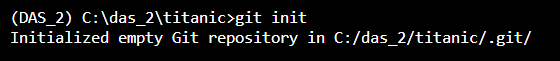 (DAS_2) C:\das_2\titanic>git init
Initialized empty Git repository in C:/das_2/titanic/.git/